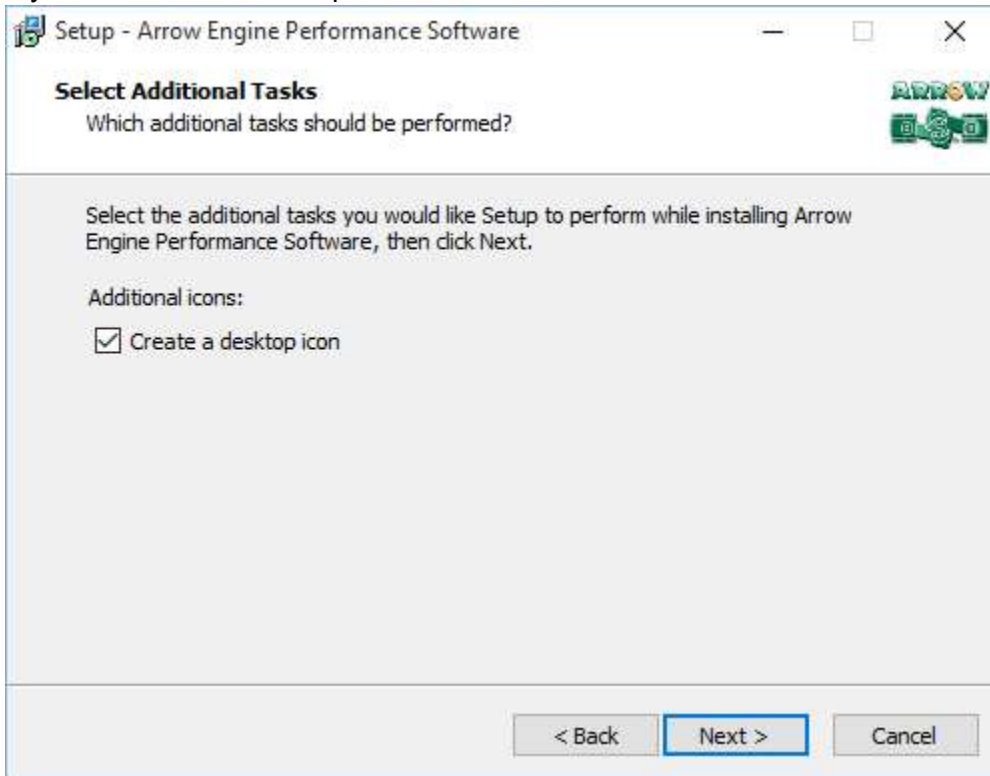 Setup - Arrow Engine Performance Software
Select Additional Tasks
Which additional tasks should be performed?
ARROW
Select the additional tasks you would like Setup to perform while installing Arrow
Engine Performance Software, then click Next.
Additional icons:
Create a desktop icon
< Back Next > Cancel